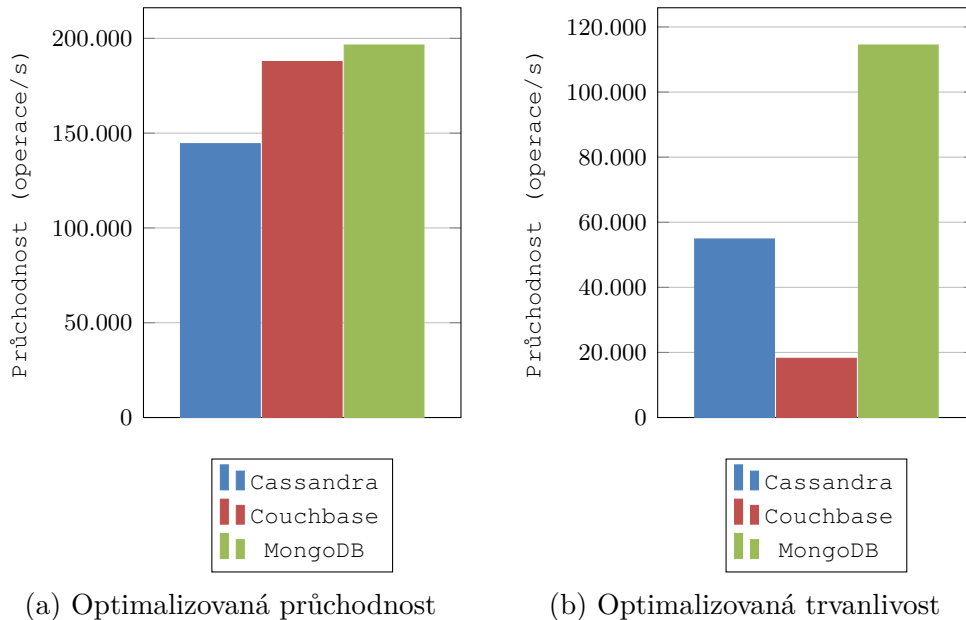 Průchodnost (operace/s)
200.000
150.000
100.000
50.000
0
Průchodnost (operace/s)
120.000
100.000
80.000
60.000
40.000
20.000
0
Cassandra
Couchbase
MongoDB
Cassandra
Couchbase
MongoDB
(a) Optimalizovaná průchodnost
(b) Optimalizovaná trvanlivost